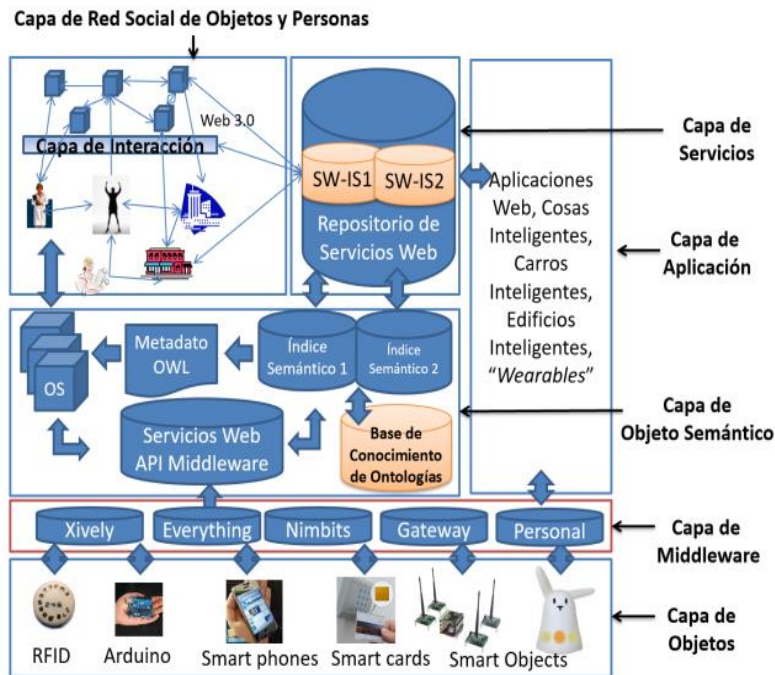 Capa de Red Social de Objetos y Personas
Web 3.0
Capa de Interacción
SW-IS1
SW-IS2
Repositorio de
Servicios Web
Capa de
Servicios
Aplicaciones
Web, Cosas
Inteligentes,
Carros
Inteligentes,
Edificios
Inteligentes,
“Wearables”
Capa de
Aplicación
OS
Metadato
OWL
Índice
Semántico 1
Índice
Semántico 2
Servicios Web
API Middleware
Base de
Conocimiento
de Ontologías
Capa de
Objeto Semántico
Xively
Everything
Nimbits
Gateway
Personal
Capa de
Middleware
RFID
Arduino
Smart phones
Smart cards
Smart Objects
Capa de
Objetos